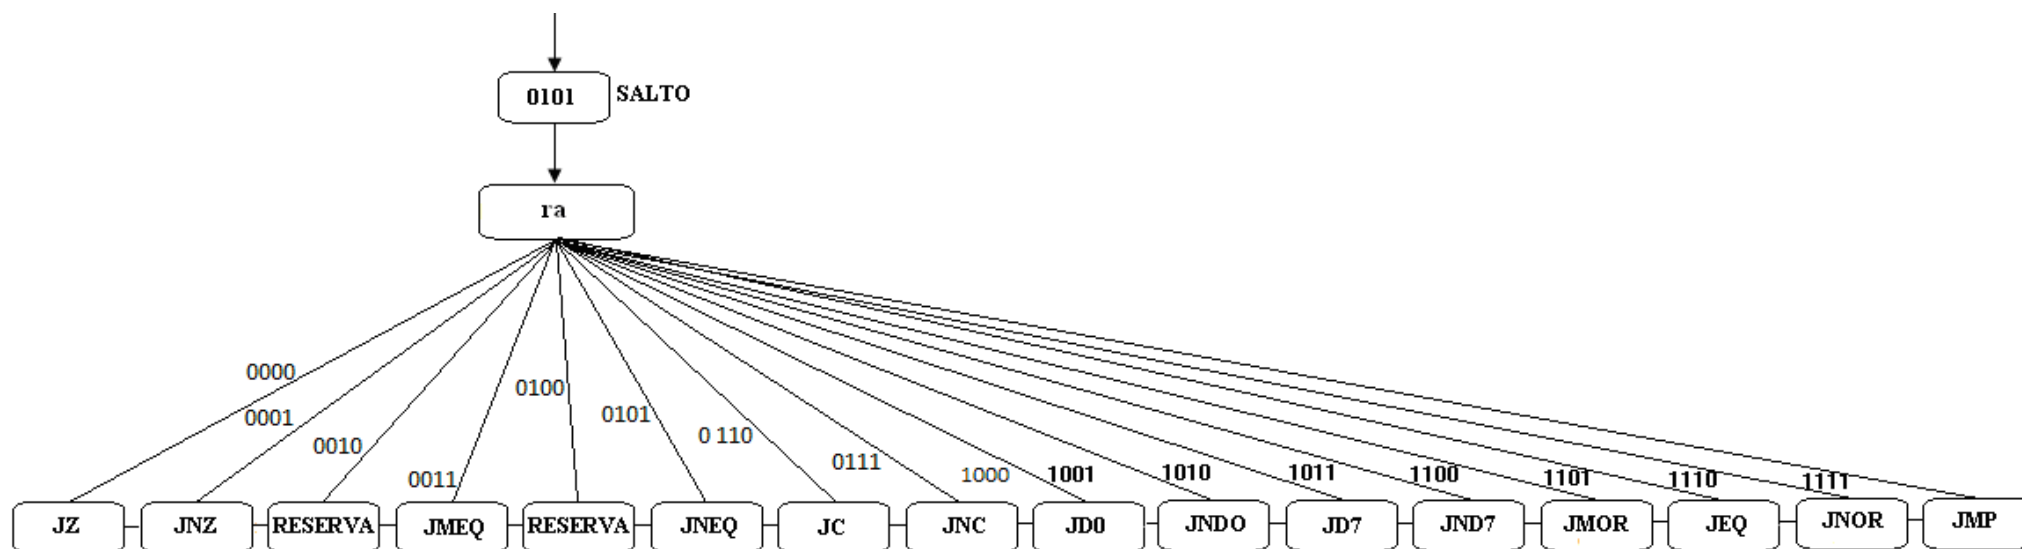 0101 SALTO
ra
0000
0100
0101
0001
0 110
0010
0111
0011
1000
1001
1010
1011
1100
1101
1110
1111
JZ
JNZ
RESERVA
JMEQ
RESERVA
JNEQ
JC
JNC
JD0
JNDO
JD7
JND7
JMOR
JEQ
JNOR
JMP